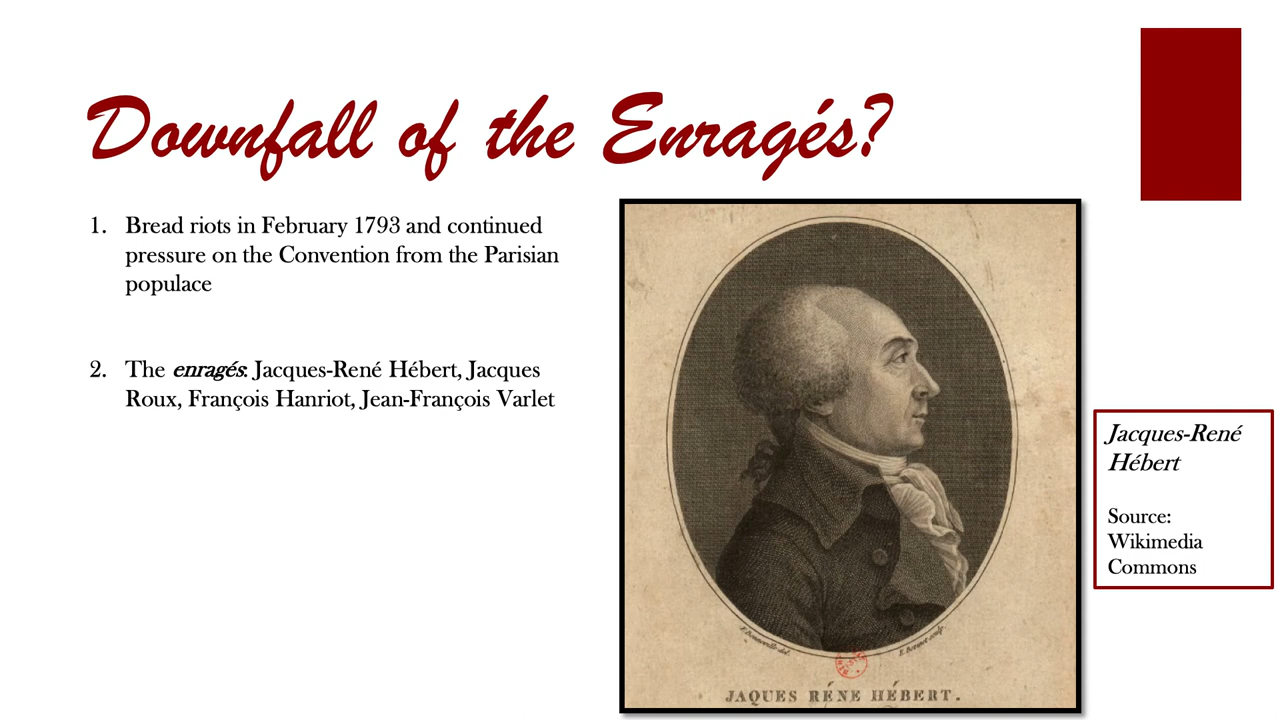 Downfall of the Enragés?
1. Bread riots in February 1793 and continued
pressure on the Convention from the Parisian
populace
2. The enragés: Jacques-René Hébert, Jacques
Roux, François Hanriot, Jean-François Varlet
JAQUES RÉNE HÉBERT.
Jacques-René
Hébert
Source:
Wikimedia
Commons